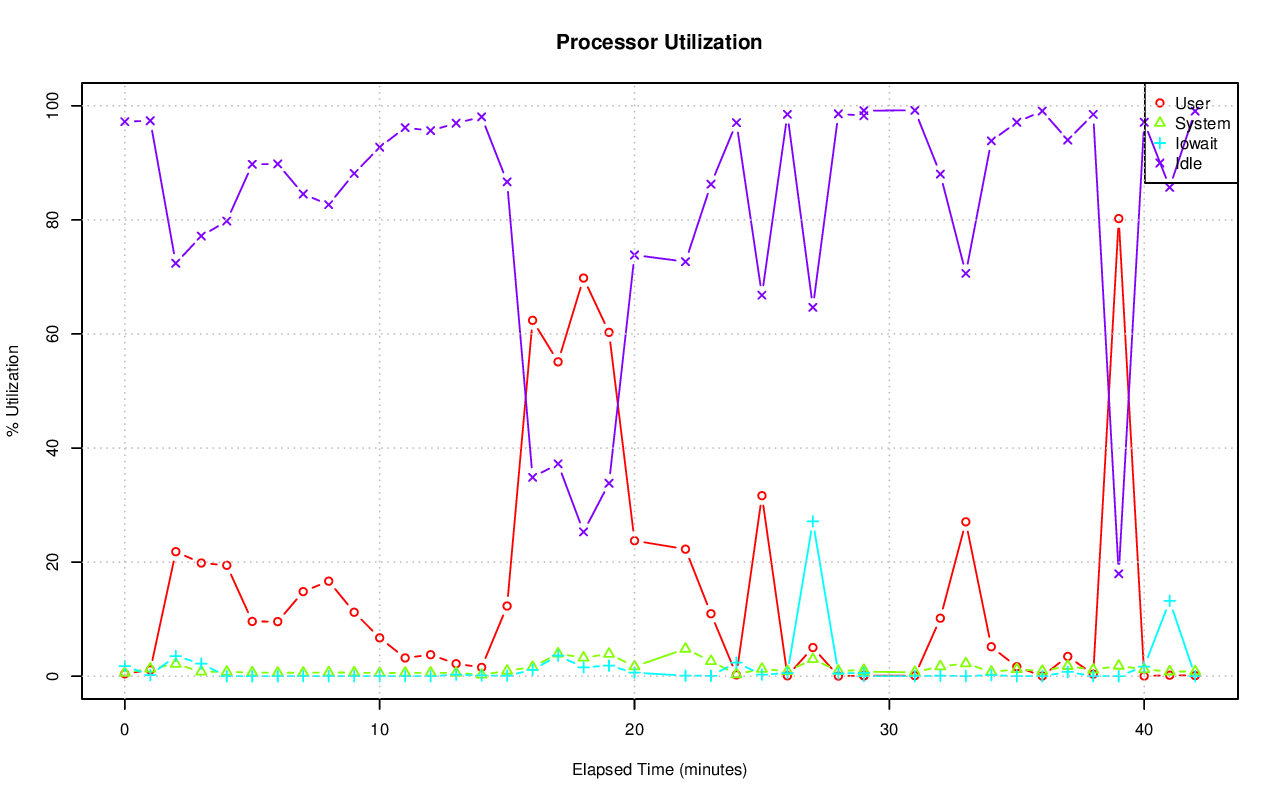 Processor Utilization
% Utilization
100
80
60
40
20
0
User
System
Iowait
Idle
0 10 20 30 40
Elapsed Time (minutes)